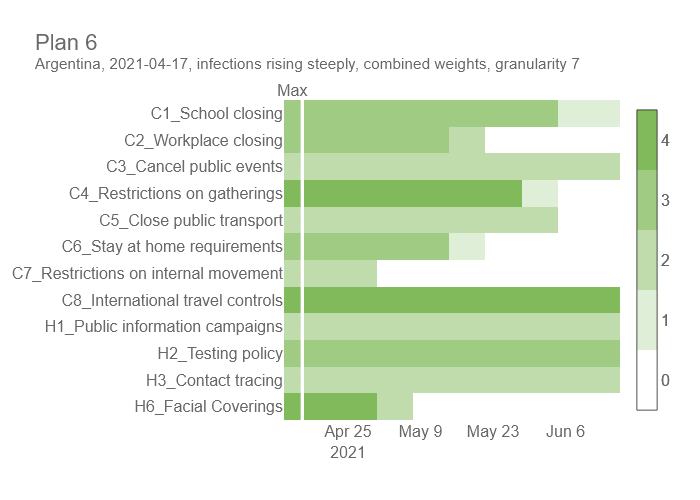 Plan 6
Argentina, 2021-04-17, infections rising steeply, combined weights, granularity 7
Max
C1_School closing
C2_Workplace closing
C3_Cancel public events
C4_Restrictions on gatherings
C5_Close public transport
C6_Stay at home requirements
C7_Restrictions on internal movement
C8_International travel controls
H1_Public information campaigns
H2_Testing policy
H3_Contact tracing
H6_Facial Coverings
4
3
2
1
0
Apr 25 May 9 May 23 Jun 6
2021